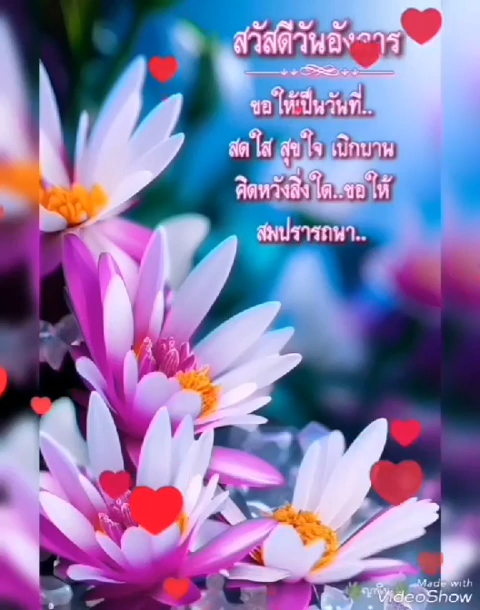 สวัสดีวันอังคาร
ขอให้เป็นวันที่..
สดใส สุขใจ เบิกบาน
คิดหวังสิ่งใด..ขอให้
สมปรารถนา..
Made with
VideoShow